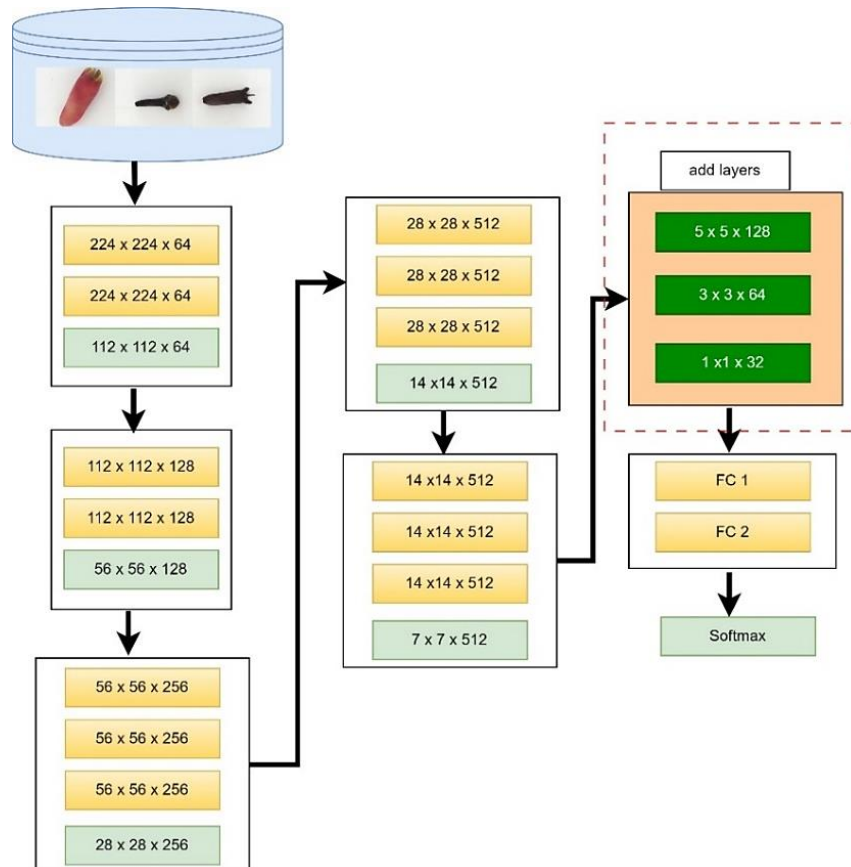 224 x 224 x 64
224 x 224 x 64
112 x 112 x 64
112 x 112 x 128
112 x 112 x 128
56 x 56 x 128
56 x 56 x 256
56 x 56 x 256
56 x 56 x 256
28 x 28 x 256
28 x 28 x 512
28 x 28 x 512
28 x 28 x 512
14 x14 x 512
14 x14 x 512
14 x14 x 512
14 x14 x 512
7 x 7 x 512
add layers
5 x 5 x 128
3 x 3 x 64
1 x1 x 32
FC 1
FC 2
Softmax